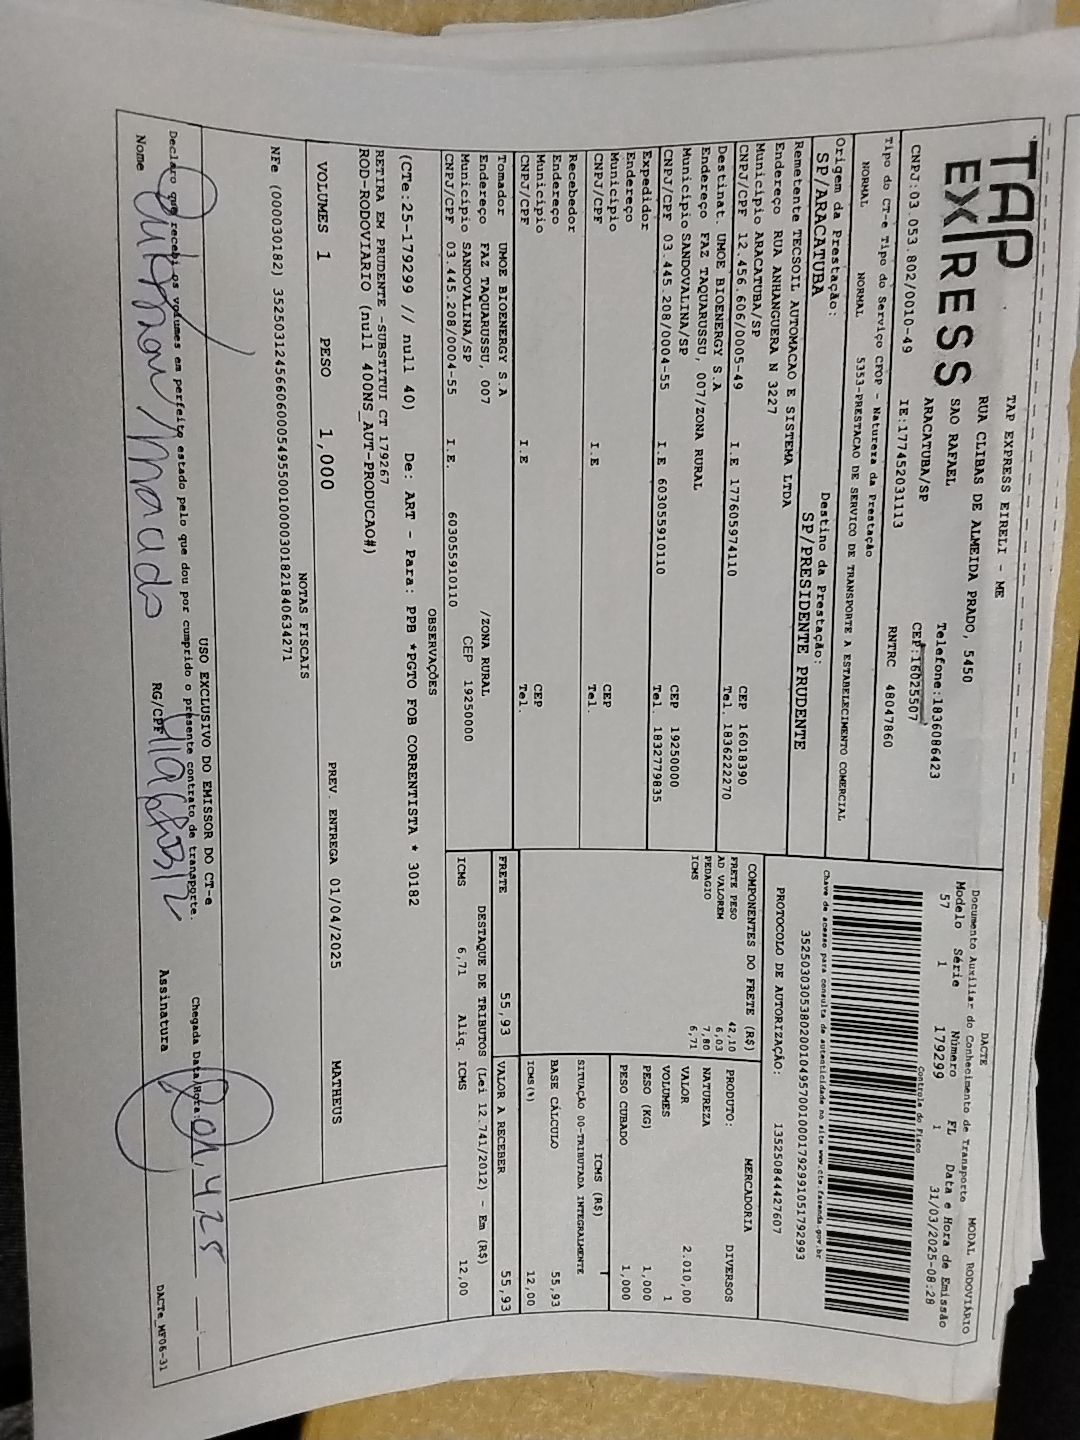 TAP EXPRESS
TAP EXPRESS EIRELI - ME
RUA CLIBAS DE ALMEIDA PRADO, 5450
SAO RAFAEL Telefone:1836086423
ARACATUBA/SP CEP:16025507
CNPJ:03.053.802/0010-49 IE:177452031113 RNTRC 48047860
Tipo do CT-e Tipo do Serviço CFOP - Natureza da Prestação
NORMAL NORMAL 5353-PRESTACAO DE SERVICO DE TRANSPORTE A ESTABELECIMENTO COMERCIAL
Origem da Prestação: Destino da Prestação:
SP/ARACATUBA SP/PRESIDENTE PRUDENTE
DACTE MODAL RODOVIÁRIO
Documento Auxiliar do Conhecimento de Transporte
Modelo Série Número FL Data e Hora de Emissão
57 1 179299 1 31/03/2025-08:28
Controle do Fisco
Chave de acesso para consulta de autenticidade no site www.cte.fazenda.gov.br
35250303053802001049570010001792991051792993
PROTOCOLO DE AUTORIZAÇÃO: 135250844427607
Remetente TECSOIL AUTOMACAO E SISTEMA LTDA
Endereço RUA ANHANGUERA N 3227
Município ARACATUBA/SP CEP 16018390
CNPJ/CPF 12.456.606/0005-49 I.E 177605974110 Tel. 1836222270
Destinat. UMOE BIOENERGY S.A
Endereço FAZ TAQUARUSSU, 007/ZONA RURAL
Município SANDOVALINA/SP CEP 19250000
CNPJ/CPF 03.445.208/0004-55 I.E 603055910110 Tel. 1832779835
Expedidor
Endereço
Município CEP
CNPJ/CPF I.E Tel.
Recebedor
Endereço
Município CEP
CNPJ/CPF I.E Tel.
Tomador UMOE BIOENERGY S.A
Endereço FAZ TAQUARUSSU, 007 /ZONA RURAL
Município SANDOVALINA/SP CEP 19250000
CNPJ/CPF 03.445.208/0004-55 I.E. 603055910110
COMPONENTES DO FRETE (R$)
FRETE PESO 42,10
AD VALOREM 6,03
PEDAGIO 7,80
ICMS 6,71
MERCADORIA
PRODUTO: DIVERSOS
NATUREZA
VALOR 2.010,00
VOLUMES 1
PESO (KG) 1,000
PESO CUBADO 1,000
ICMS (R$)
SITUAÇÃO 00-TRIBUTADA INTEGRALMENTE
BASE CÁLCULO 55,93
ICMS(%) 12,00
FRETE 55,93 VALOR A RECEBER 55,93
DESTAQUE DE TRIBUTOS (Lei 12.741/2012) - Em (R$)
ICMS 6,71 Aliq. ICMS 12,00
OBSERVAÇÕES
(CTe:25-179299 // null 40) De: ART - Para: PPB *PGTO FOB CORRENTISTA * 30182
RETIRA EM PRUDENTE -SUBSTITUI CT 179267
ROD-RODOVIARIO (null 400NS_AUT-PRODUCAO#)
VOLUMES 1 PESO 1,000 PREV. ENTREGA 01/04/2025 MATHEUS
NOTAS FISCAIS
NFe (000030182) 35250312456606000549550010000301821840634271
USO EXCLUSIVO DO EMISSOR DO CT-e
Declaro que recebi os volumes em perfeito estado pelo que dou por cumprido o presente contrato de transporte.
Chegada Data/Hora 4 25
Nome RG/CPF Assinatura
DACTe_MF06-31